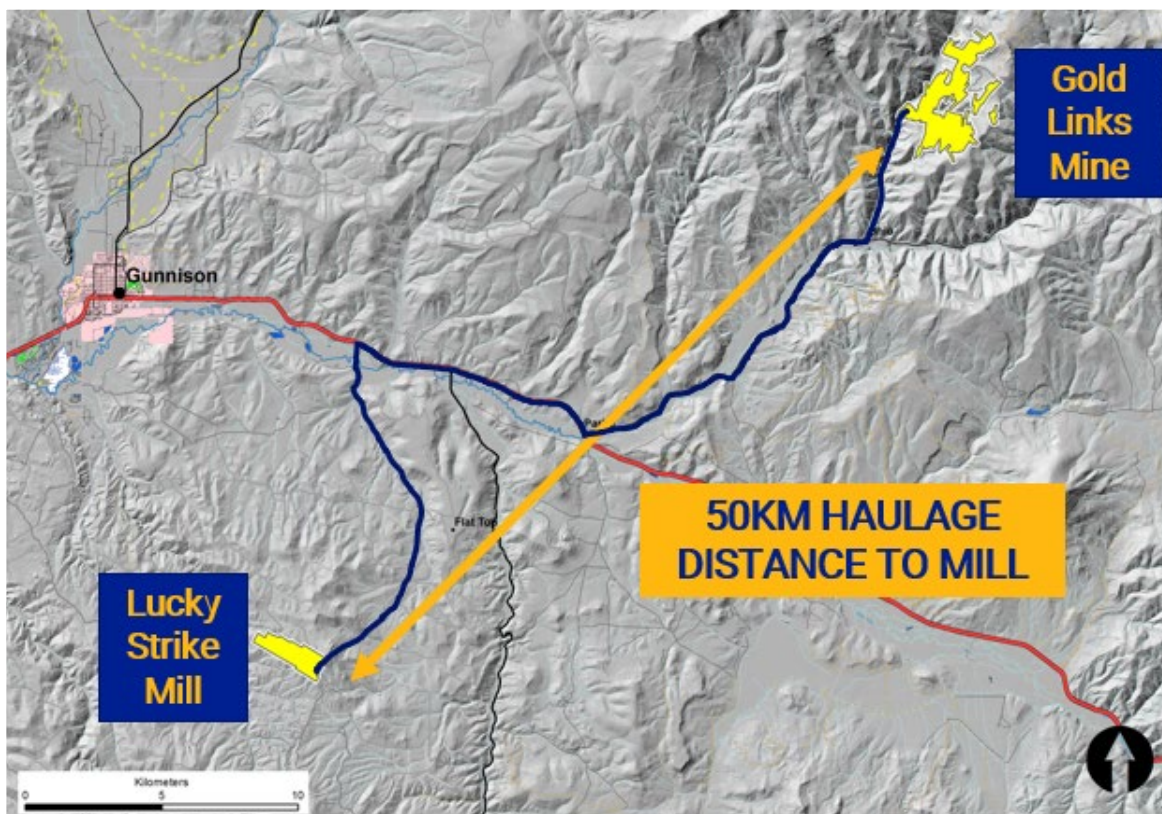 Gold
Links
Mine
Gunnison
50KM HAULAGE
DISTANCE TO MILL
Flat Top
Lucky
Strike
Mill
Kilometers
0 5 10